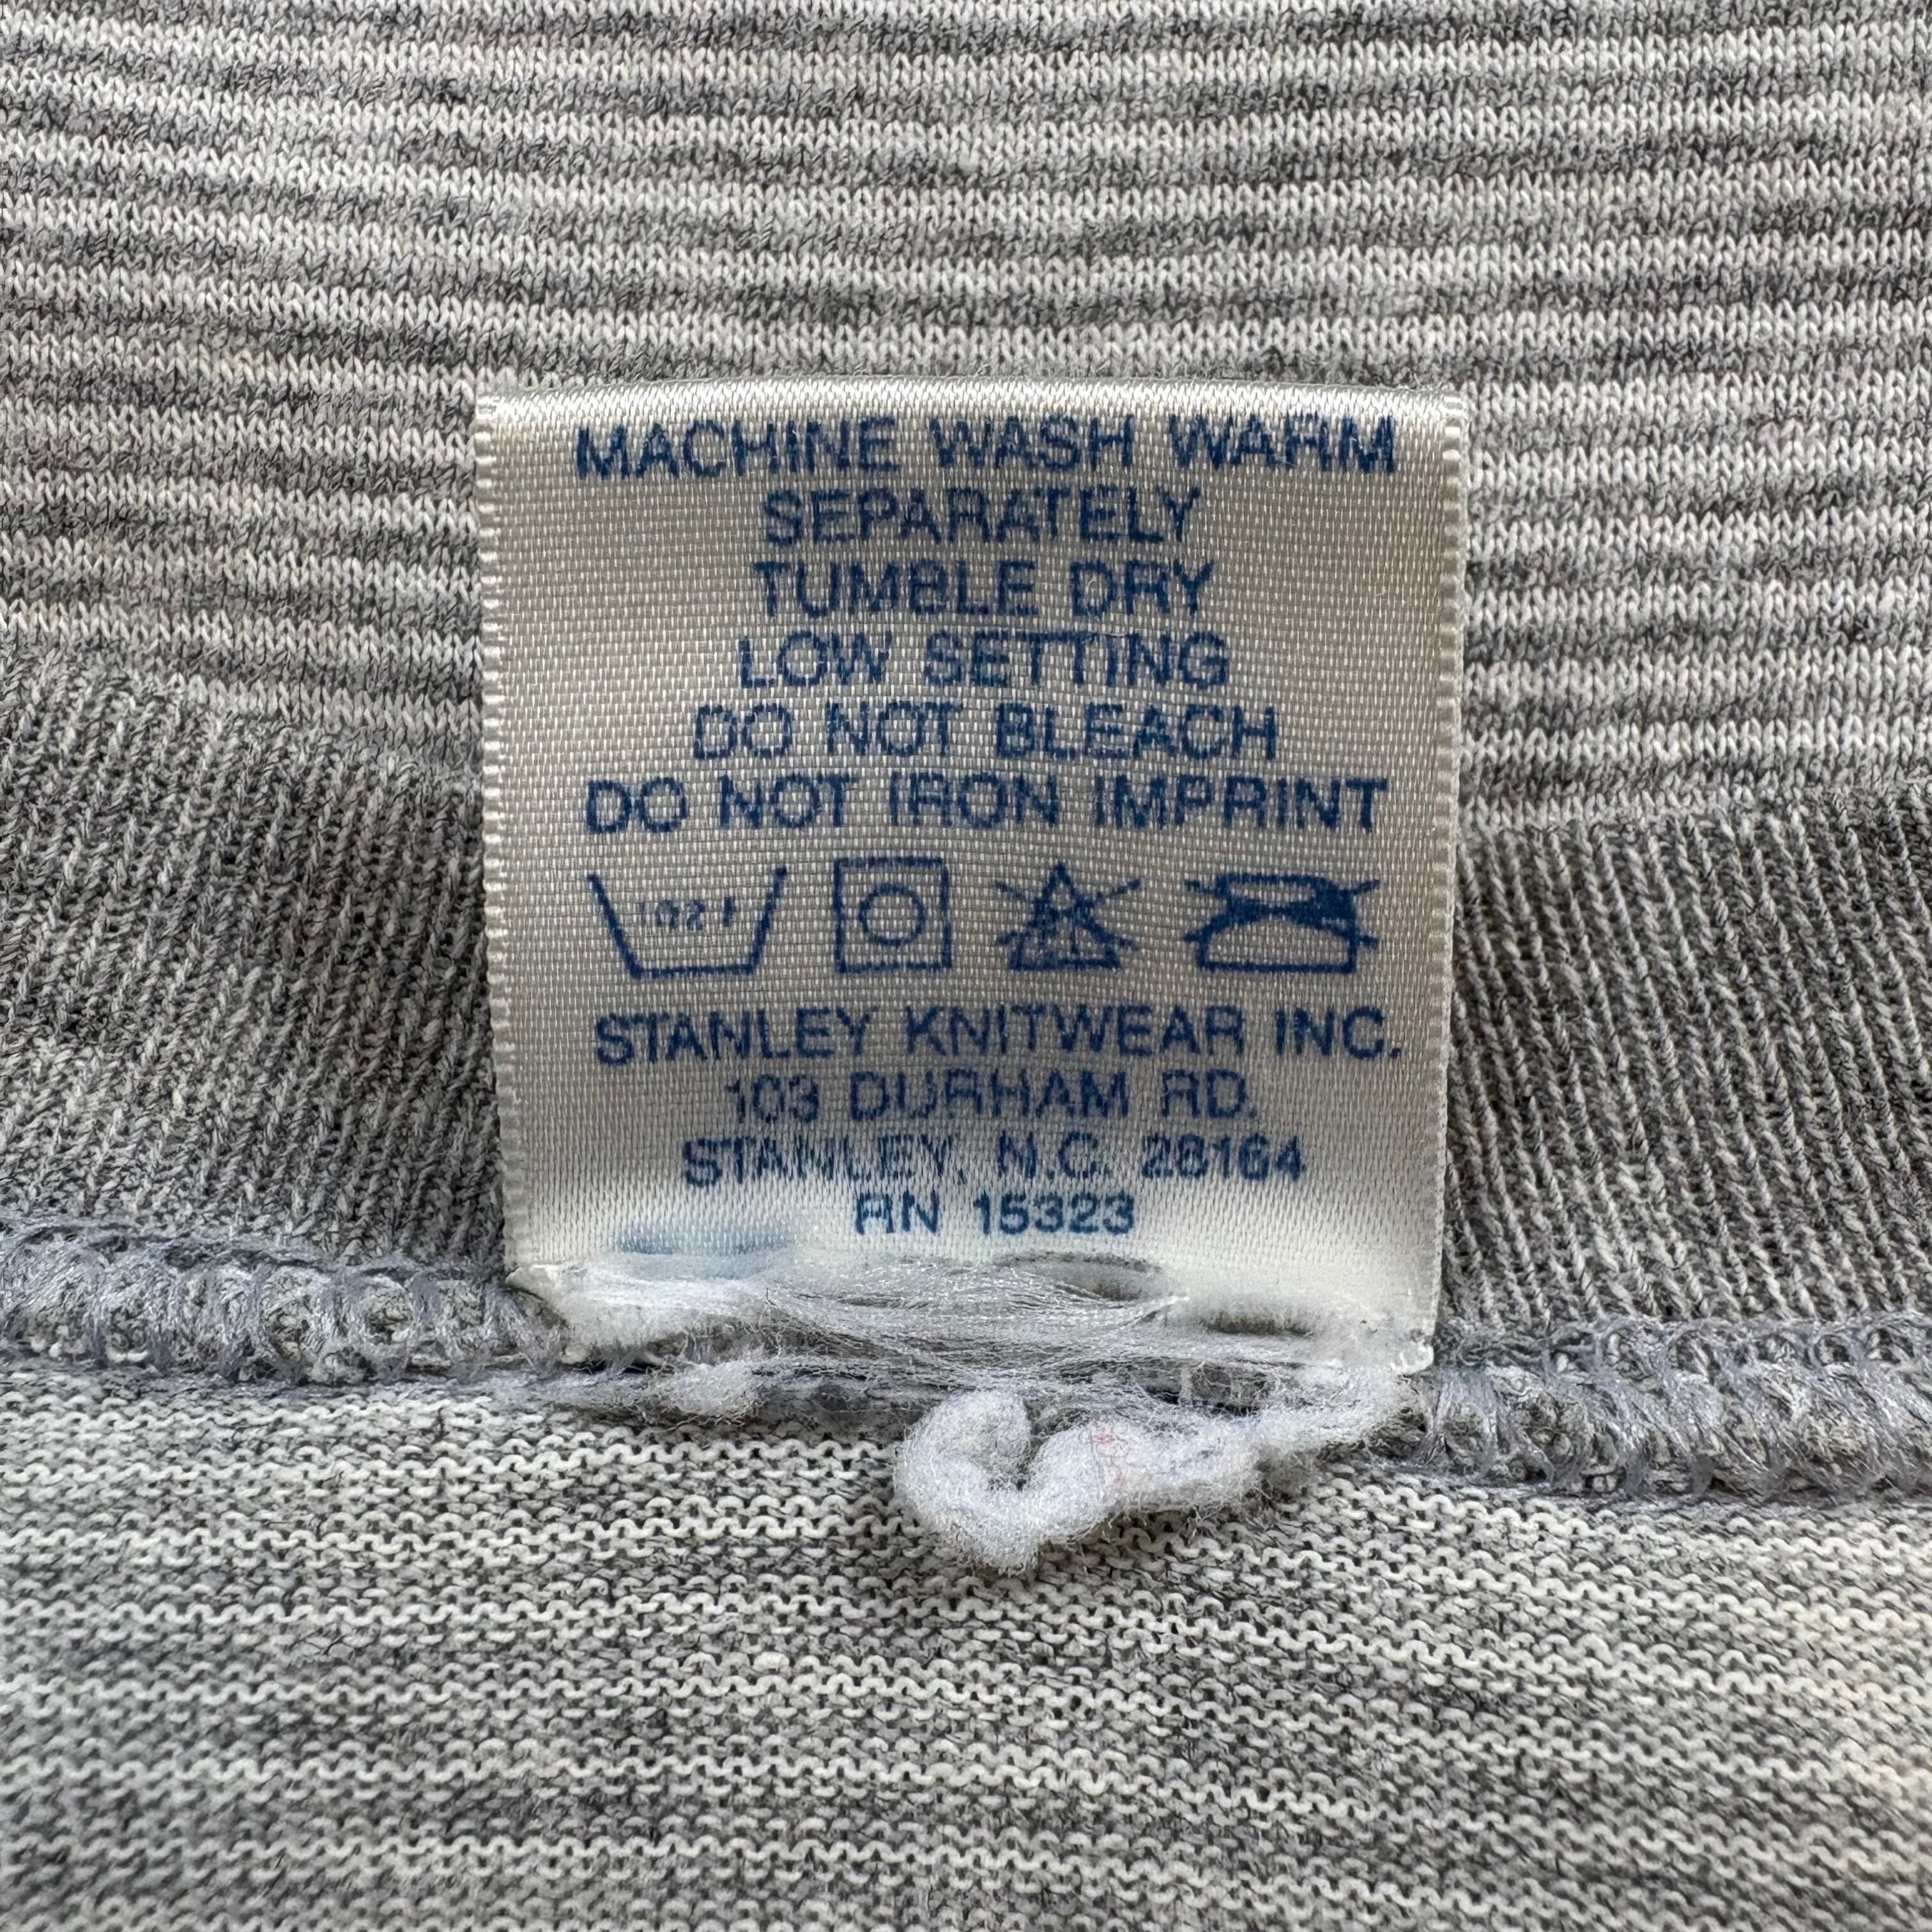 MACHINE WASH WARM
SEPARATELY
TUMBLE DRY
LOW SETTING
DO NOT BLEACH
DO NOT IRON IMPRINT
STANLEY KNITWEAR INC.
103 DURHAM RD.
STANLEY, N.C. 28164
RN 15323